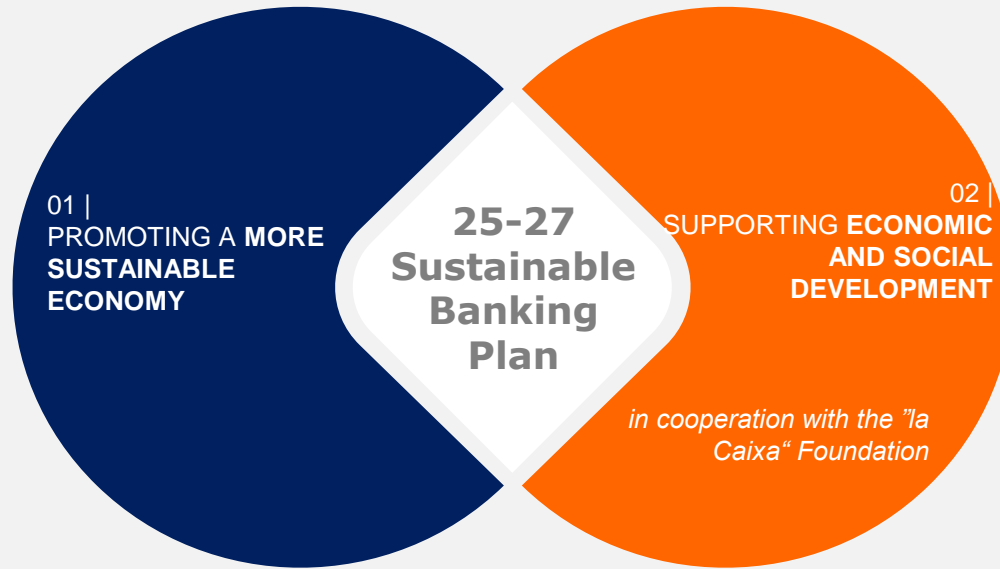 01 |
PROMOTING A MORE
SUSTAINABLE
ECONOMY
25-27
Sustainable
Banking
Plan
02 |
SUPPORTING ECONOMIC
AND SOCIAL
DEVELOPMENT
in cooperation with the ”la
Caixa“ Foundation